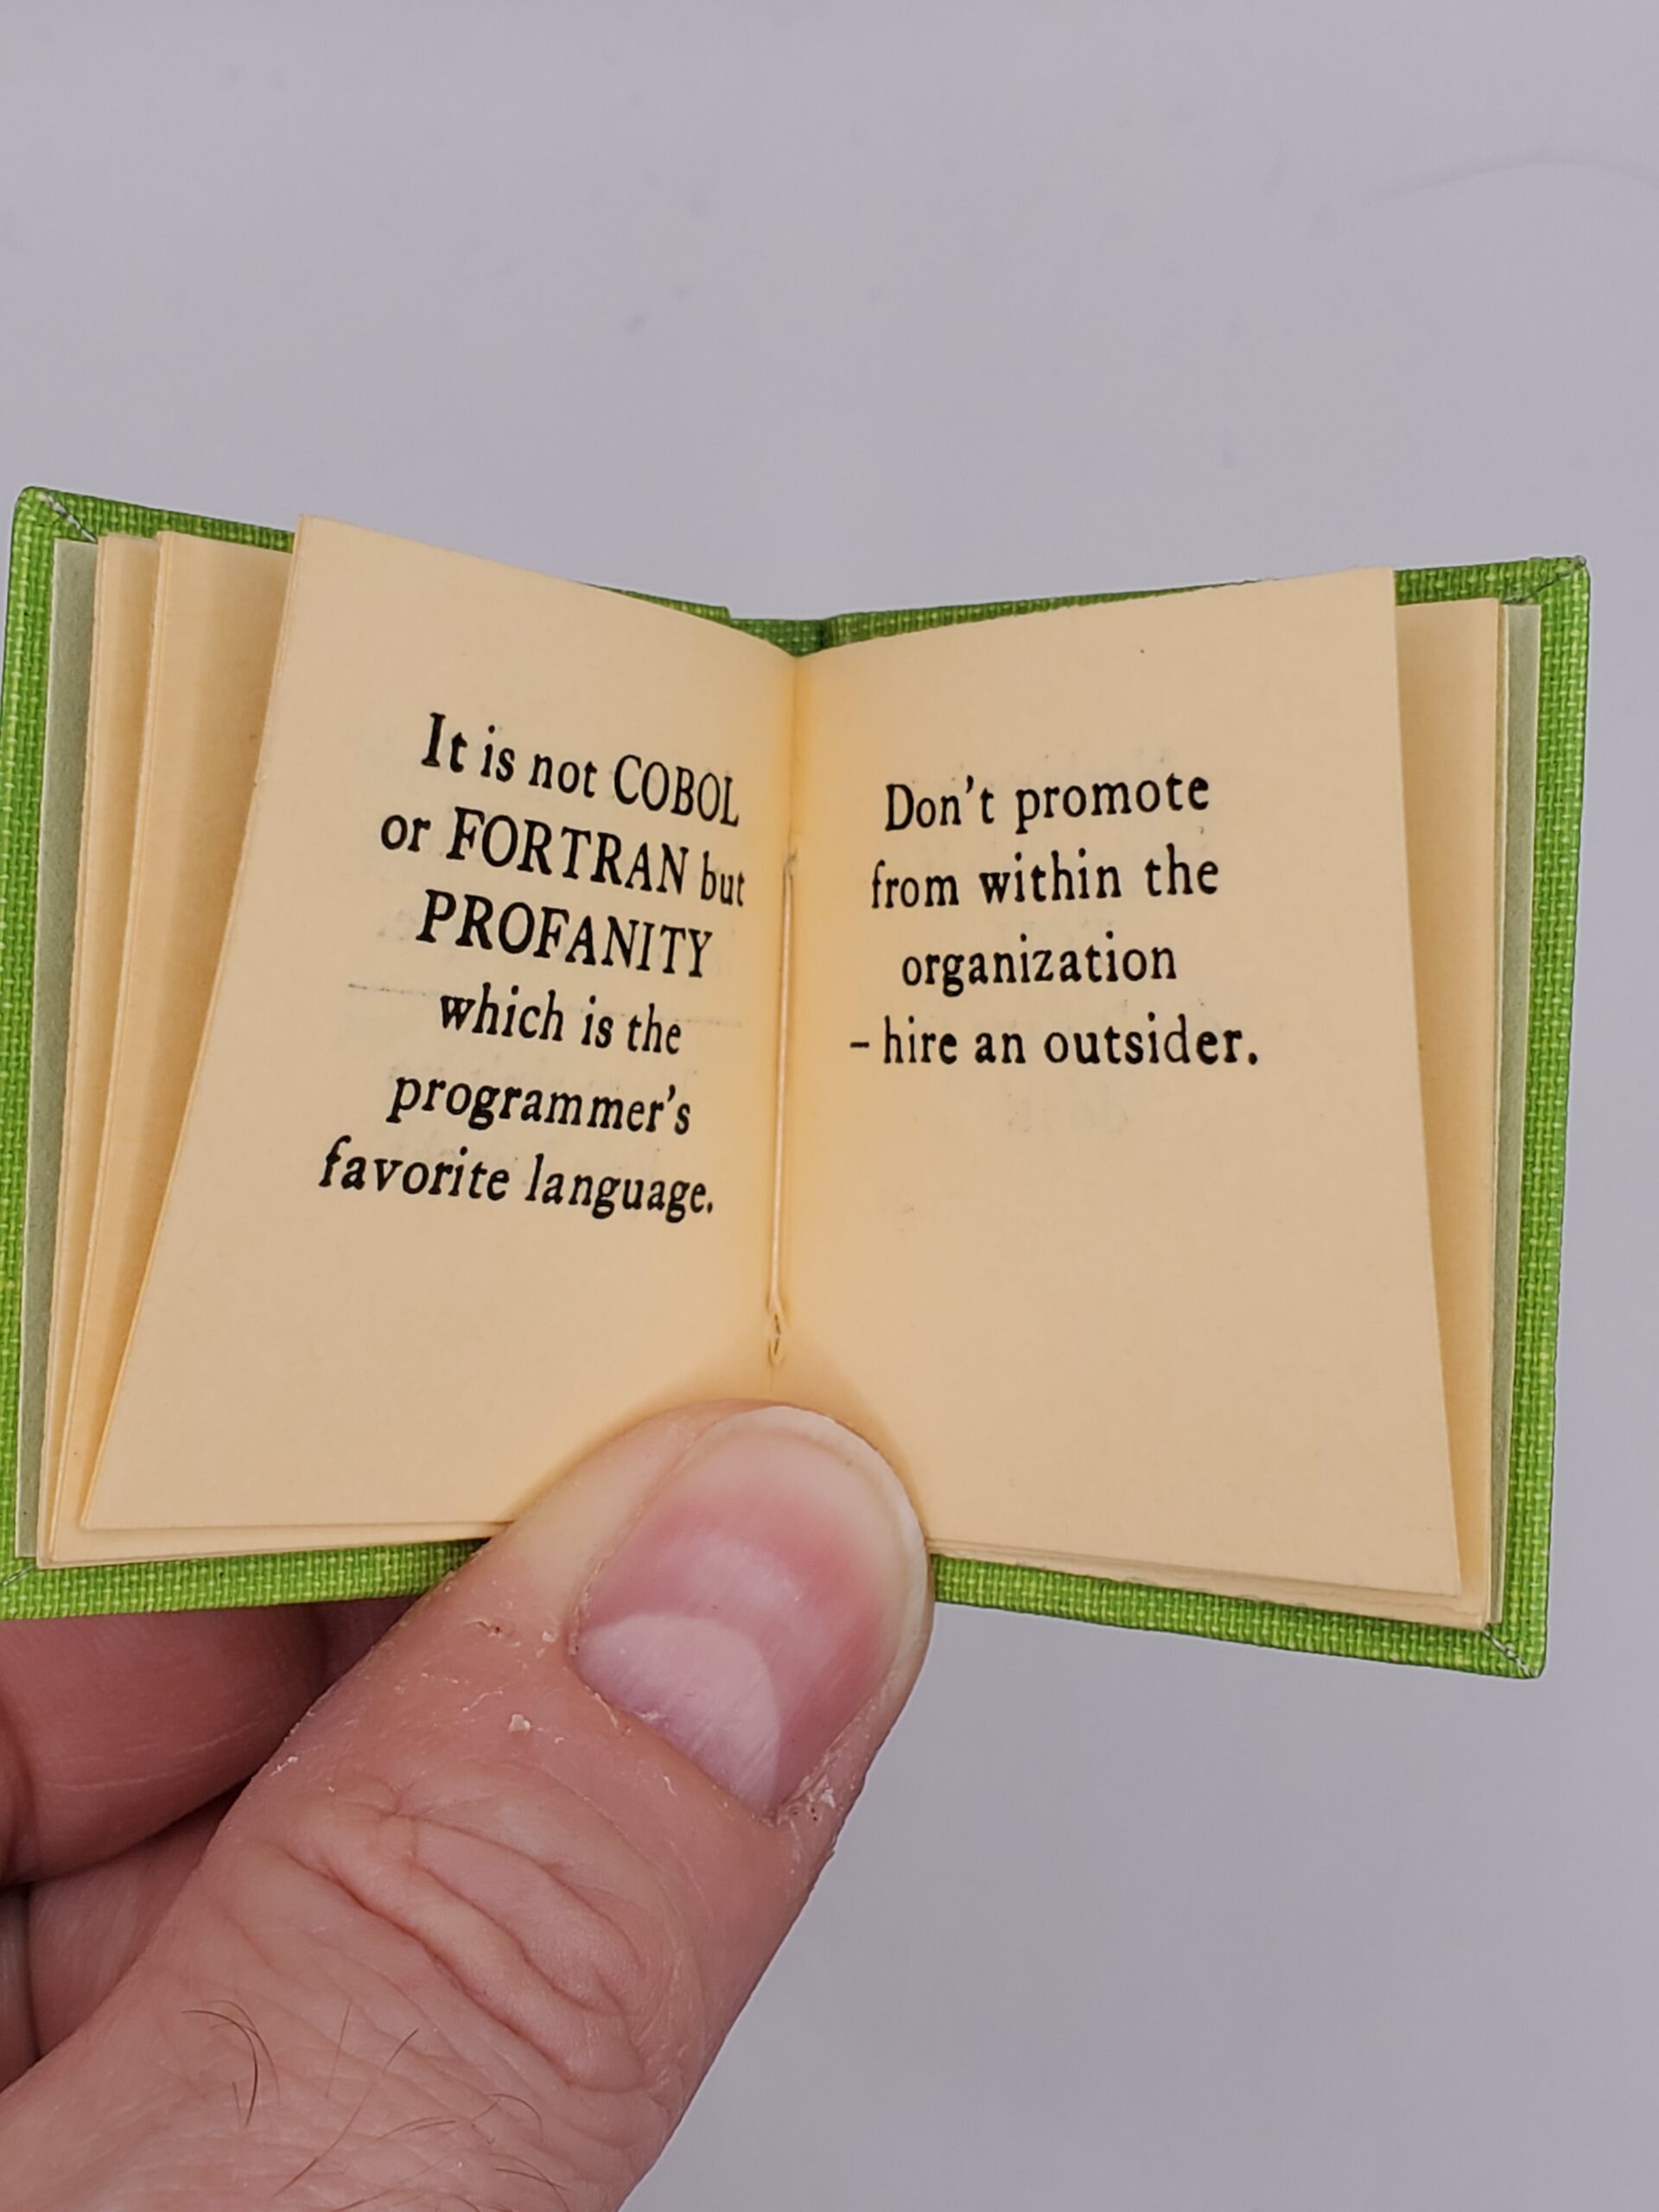 It is not COBOL
or FORTRAN but
PROFANITY
which is the
programmer's
favorite language.
Don't promote
from within the
organization
– hire an outsider.